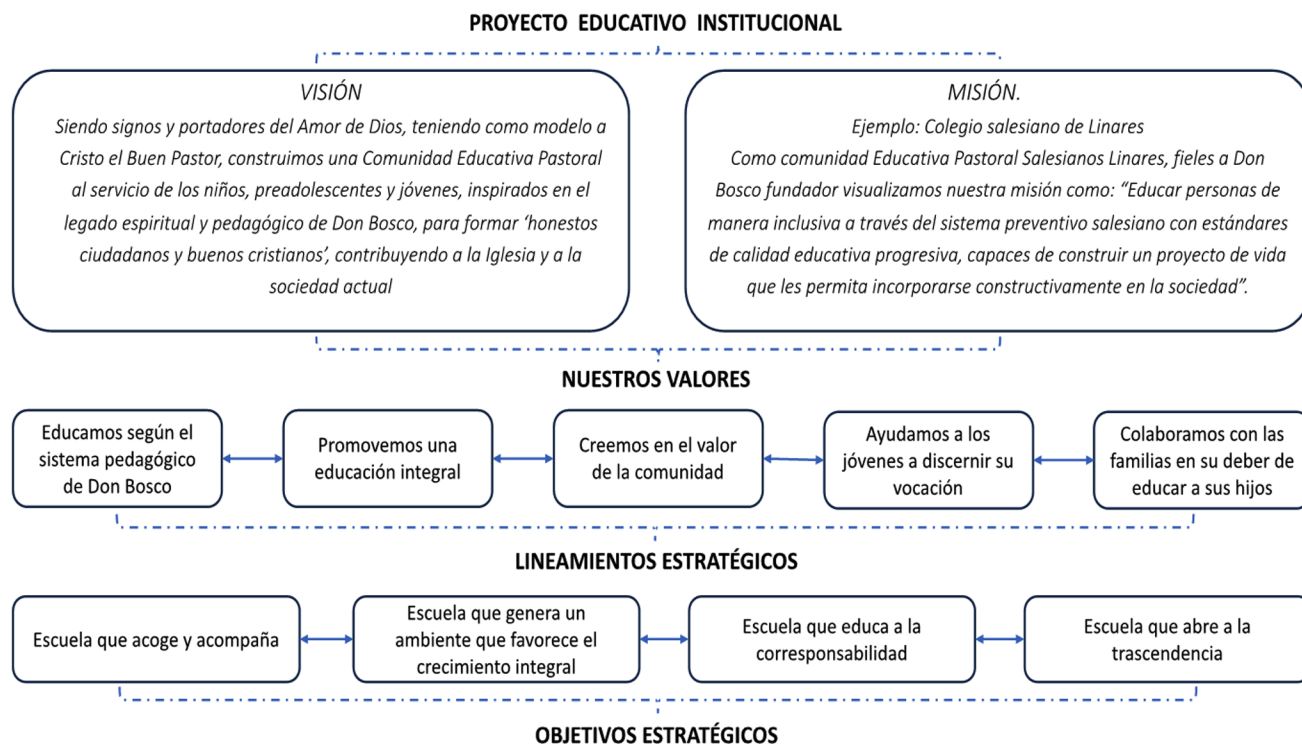 PROYECTO EDUCATIVO INSTITUCIONAL
VISIÓN
Siendo signos y portadores del Amor de Dios, teniendo como modelo a
Cristo el Buen Pastor, construimos una Comunidad Educativa Pastoral
al servicio de los niños, preadolescentes y jóvenes, inspirados en el
legado espiritual y pedagógico de Don Bosco, para formar ‘honestos
ciudadanos y buenos cristianos’, contribuyendo a la Iglesia y a la
sociedad actual
MISIÓN.
Ejemplo: Colegio salesiano de Linares
Como comunidad Educativa Pastoral Salesianos Linares, fieles a Don
Bosco fundador visualizamos nuestra misión como: “Educar personas de
manera inclusiva a través del sistema preventivo salesiano con estándares
de calidad educativa progresiva, capaces de construir un proyecto de vida
que les permita incorporarse constructivamente en la sociedad”.
NUESTROS VALORES
Educamos según el
sistema pedagógico
de Don Bosco
Promovemos una
educación integral
Creemos en el valor
de la comunidad
Ayudamos a los
jóvenes a discernir su
vocación
Colaboramos con las
familias en su deber de
educar a sus hijos
LINEAMIENTOS ESTRATÉGICOS
Escuela que acoge y acompaña
Escuela que genera un
ambiente que favorece el
crecimiento integral
Escuela que educa a la
corresponsabilidad
Escuela que abre a la
trascendencia
OBJETIVOS ESTRATÉGICOS